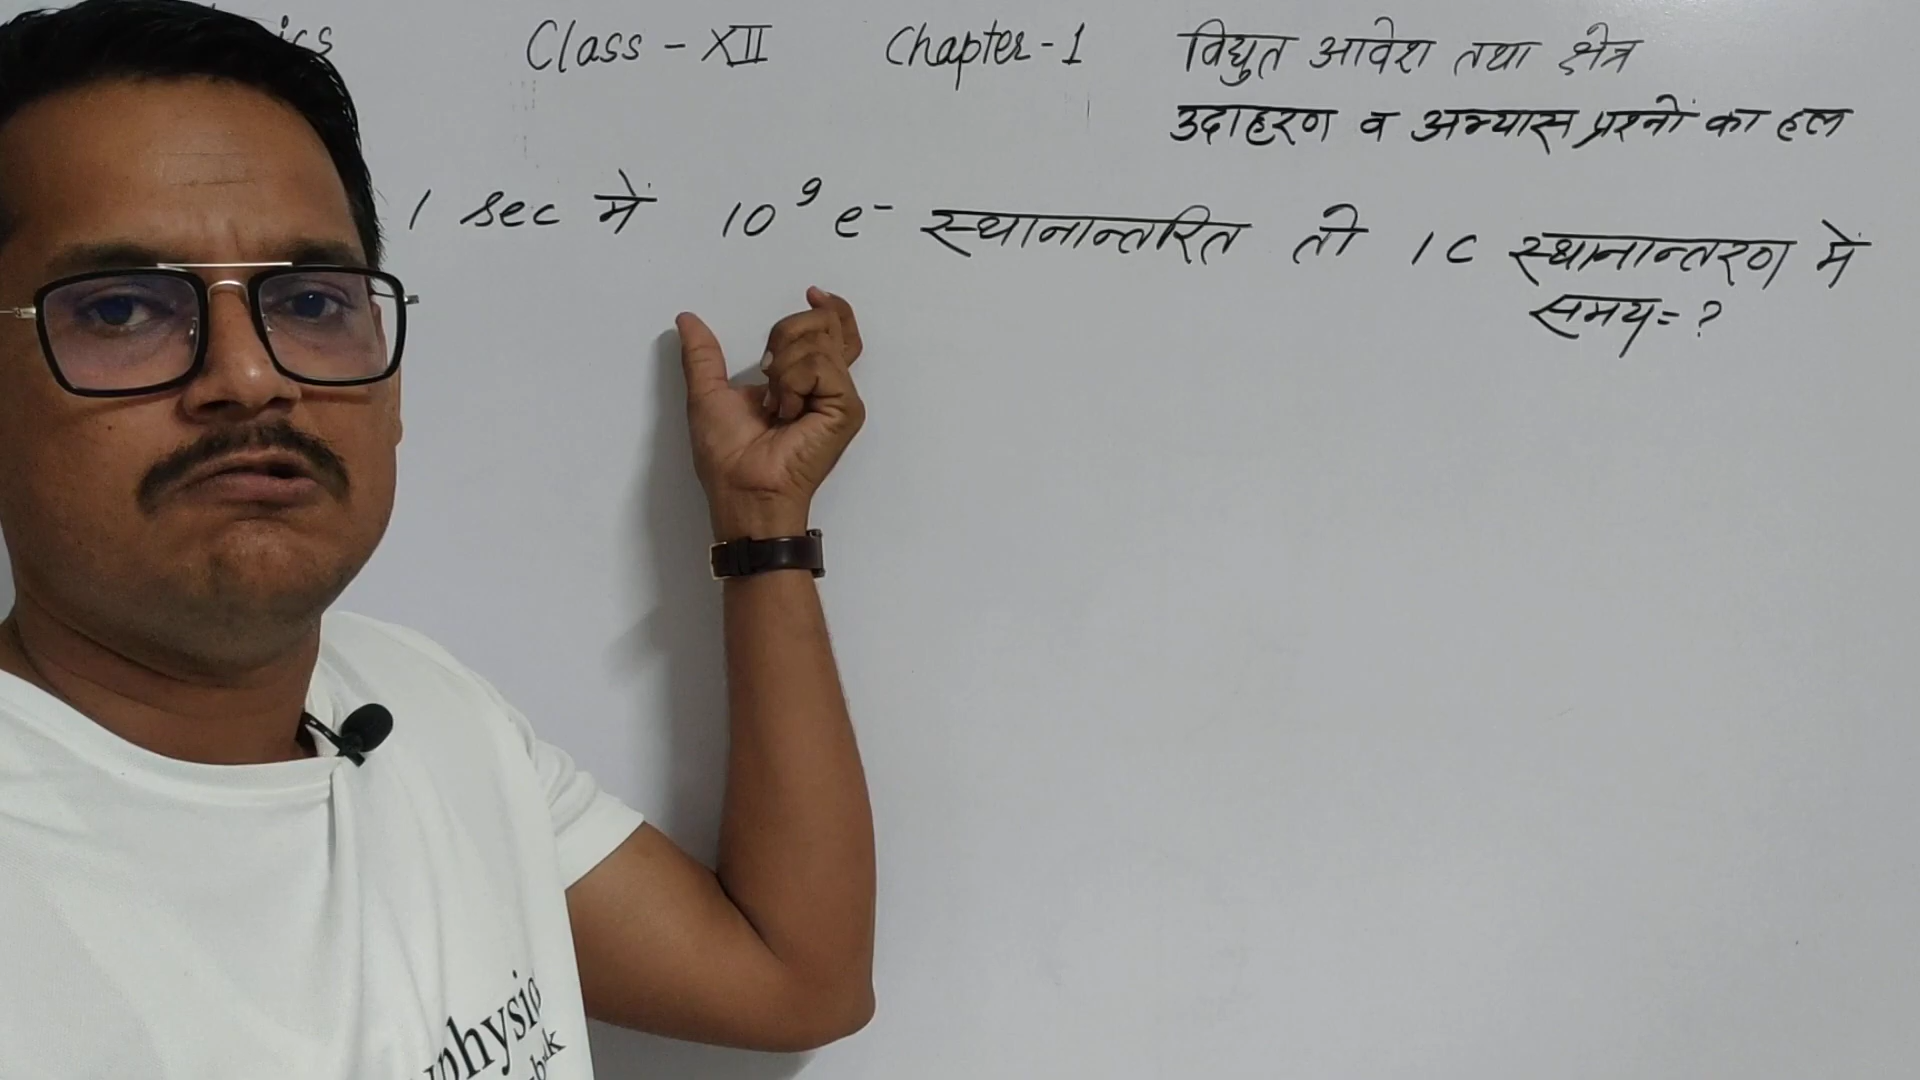 Class - XII Chapter-1 विद्युत आवेश तथा क्षेत्र
उदाहरण व अभ्यास प्रश्नों का हल
1 sec में 10⁹ e⁻ स्थानान्तरित तो 1C स्थानान्तरण में
समय = ?